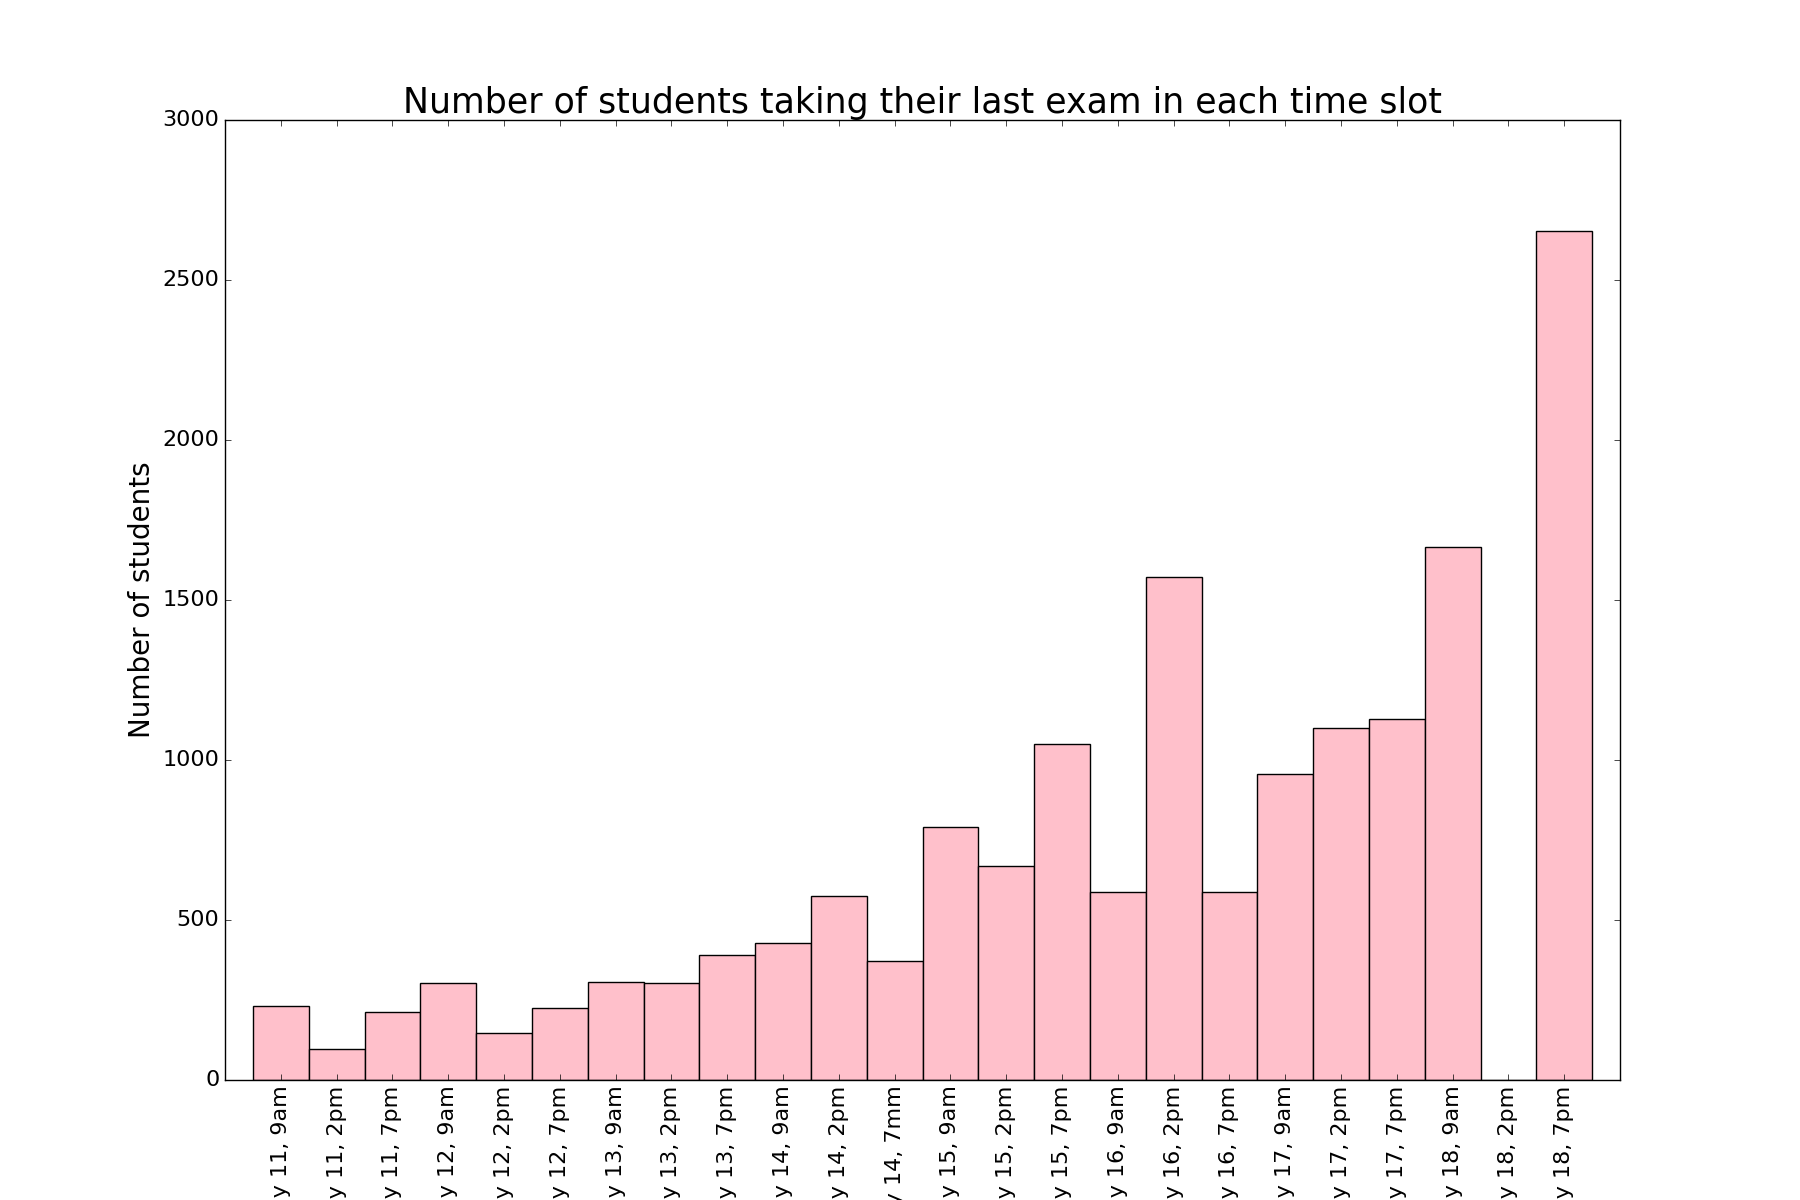 Number of students taking their last exam in each time slot
3000
2500
2000
1500
1000
500
0
Number of students
y 11, 9am
y 11, 2pm
y 11, 7pm
y 12, 9am
y 12, 2pm
y 12, 7pm
y 13, 9am
y 13, 2pm
y 13, 7pm
y 14, 9am
y 14, 2pm
y 14, 7mm
y 15, 9am
y 15, 2pm
y 15, 7pm
y 16, 9am
y 16, 2pm
y 16, 7pm
y 17, 9am
y 17, 2pm
y 17, 7pm
y 18, 9am
y 18, 2pm
y 18, 7pm